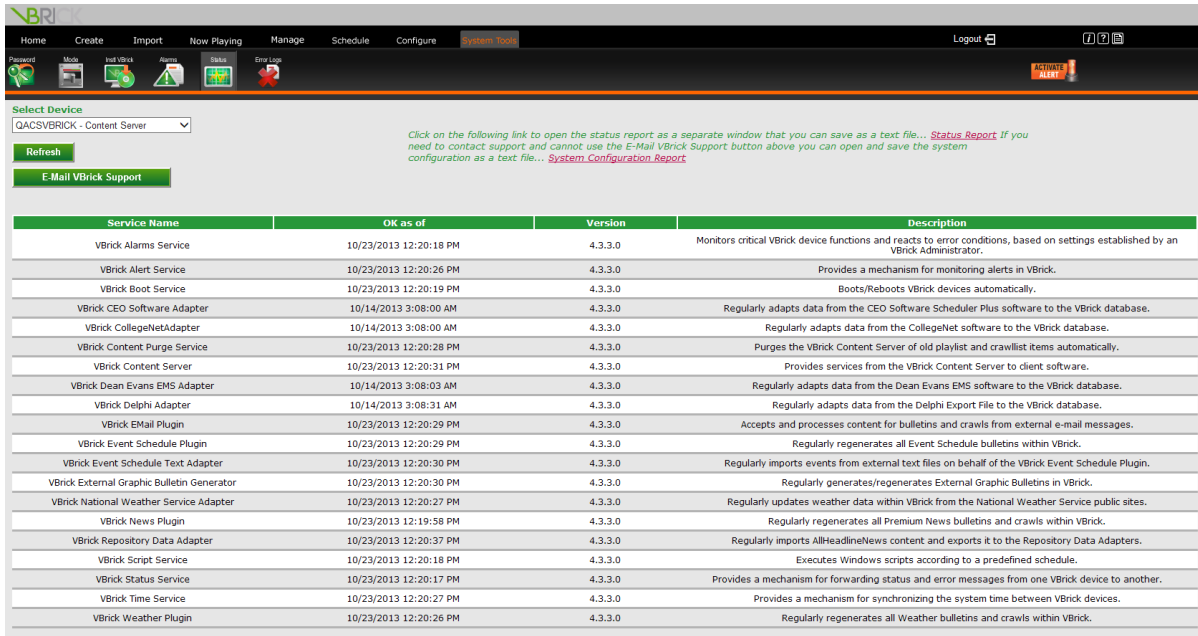 VBRICK
Home Create Import Now Playing Manage Schedule Configure System Tools Logout i ?
Password Mode Instl VBrick Alarms Status Error Logs
ACTIVATE
ALERT
Select Device
QACSVBRICK - Content Server
Refresh
E-Mail VBrick Support
Click on the following link to open the status report as a separate window that you can save as a text file... Status Report If you
need to contact support and cannot use the E-Mail VBrick Support button above you can open and save the system
configuration as a text file... System Configuration Report
Service Name OK as of Version Description
VBrick Alarms Service 10/23/2013 12:20:18 PM 4.3.3.0 Monitors critical VBrick device functions and reacts to error conditions, based on settings established by an
VBrick Administrator.
VBrick Alert Service 10/23/2013 12:20:26 PM 4.3.3.0 Provides a mechanism for monitoring alerts in VBrick.
VBrick Boot Service 10/23/2013 12:20:19 PM 4.3.3.0 Boots/Reboots VBrick devices automatically.
VBrick CEO Software Adapter 10/14/2013 3:08:00 AM 4.3.3.0 Regularly adapts data from the CEO Software Scheduler Plus software to the VBrick database.
VBrick CollegeNetAdapter 10/14/2013 3:08:00 AM 4.3.3.0 Regularly adapts data from the CollegeNet software to the VBrick database.
VBrick Content Purge Service 10/23/2013 12:20:28 PM 4.3.3.0 Purges the VBrick Content Server of old playlist and crawllist items automatically.
VBrick Content Server 10/23/2013 12:20:31 PM 4.3.3.0 Provides services from the VBrick Content Server to client software.
VBrick Dean Evans EMS Adapter 10/14/2013 3:08:03 AM 4.3.3.0 Regularly adapts data from the Dean Evans EMS software to the VBrick database.
VBrick Delphi Adapter 10/14/2013 3:08:31 AM 4.3.3.0 Regularly adapts data from the Delphi Export File to the VBrick database.
VBrick EMail Plugin 10/23/2013 12:20:29 PM 4.3.3.0 Accepts and processes content for bulletins and crawls from external e-mail messages.
VBrick Event Schedule Plugin 10/23/2013 12:20:29 PM 4.3.3.0 Regularly regenerates all Event Schedule bulletins within VBrick.
VBrick Event Schedule Text Adapter 10/23/2013 12:20:30 PM 4.3.3.0 Regularly imports events from external text files on behalf of the VBrick Event Schedule Plugin.
VBrick External Graphic Bulletin Generator 10/23/2013 12:20:30 PM 4.3.3.0 Regularly generates/regenerates External Graphic Bulletins in VBrick.
VBrick National Weather Service Adapter 10/23/2013 12:20:27 PM 4.3.3.0 Regularly updates weather data within VBrick from the National Weather Service public sites.
VBrick News Plugin 10/23/2013 12:19:58 PM 4.3.3.0 Regularly regenerates all Premium News bulletins and crawls within VBrick.
VBrick Repository Data Adapter 10/23/2013 12:20:37 PM 4.3.3.0 Regularly imports AllHeadlineNews content and exports it to the Repository Data Adapters.
VBrick Script Service 10/23/2013 12:20:18 PM 4.3.3.0 Executes Windows scripts according to a predefined schedule.
VBrick Status Service 10/23/2013 12:20:17 PM 4.3.3.0 Provides a mechanism for forwarding status and error messages from one VBrick device to another.
VBrick Time Service 10/23/2013 12:20:27 PM 4.3.3.0 Provides a mechanism for synchronizing the system time between VBrick devices.
VBrick Weather Plugin 10/23/2013 12:20:26 PM 4.3.3.0 Regularly regenerates all Weather bulletins and crawls within VBrick.